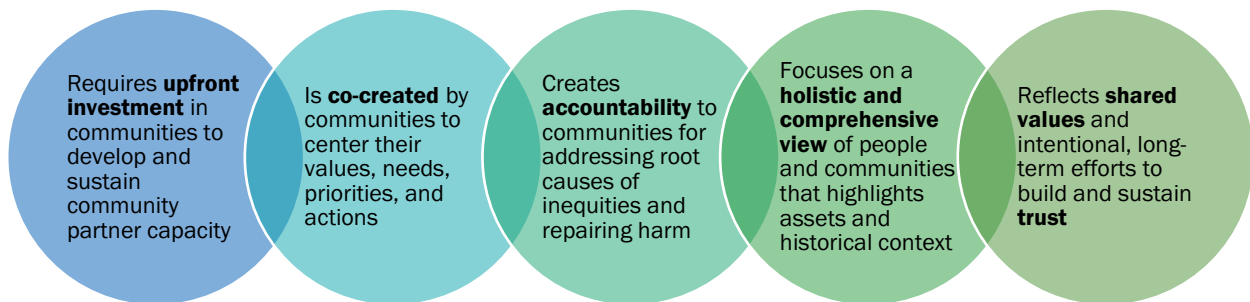 Requires upfront
investment in
communities to
develop and
sustain
community
partner capacity
Is co-created by
communities to
center their
values, needs,
priorities, and
actions
Creates
accountability to
communities for
addressing root
causes of
inequities and
repairing harm
Focuses on a
holistic and
comprehensive
view of people
and communities
that highlights
assets and
historical context
Reflects shared
values and
intentional, long-
term efforts to
build and sustain
trust